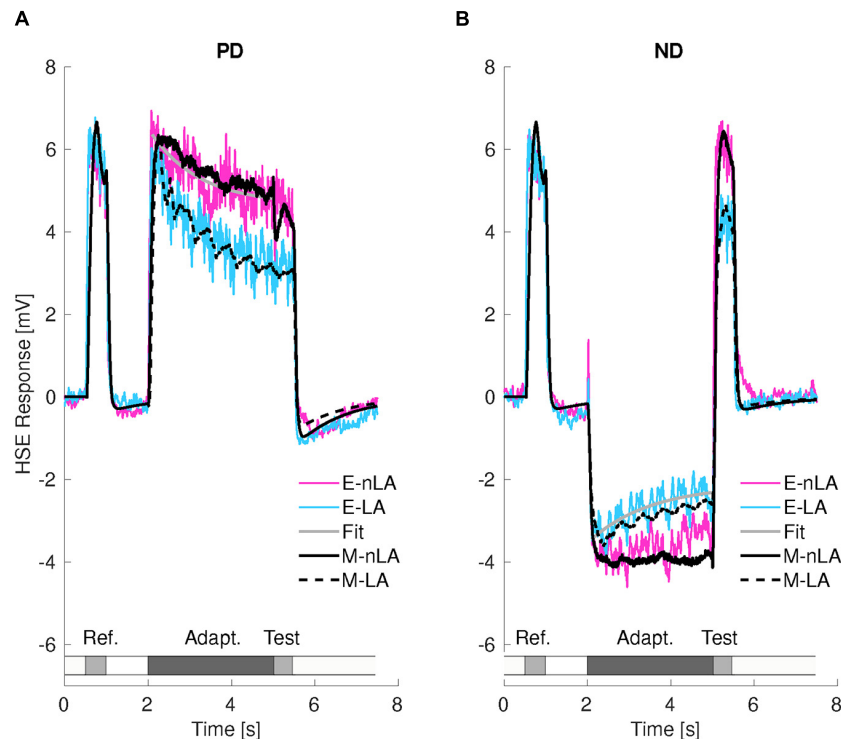 A
B
PD
ND
HSE Response [mV]
8
6
4
2
0
-2
-4
-6
E-nLA
E-LA
Fit
M-nLA
M-LA
Ref.
Adapt.
Test
0
2
4
6
8
Time [s]
8
6
4
2
0
-2
-4
-6
E-nLA
E-LA
Fit
M-nLA
M-LA
Ref.
Adapt.
Test
0
2
4
6
8
Time [s]